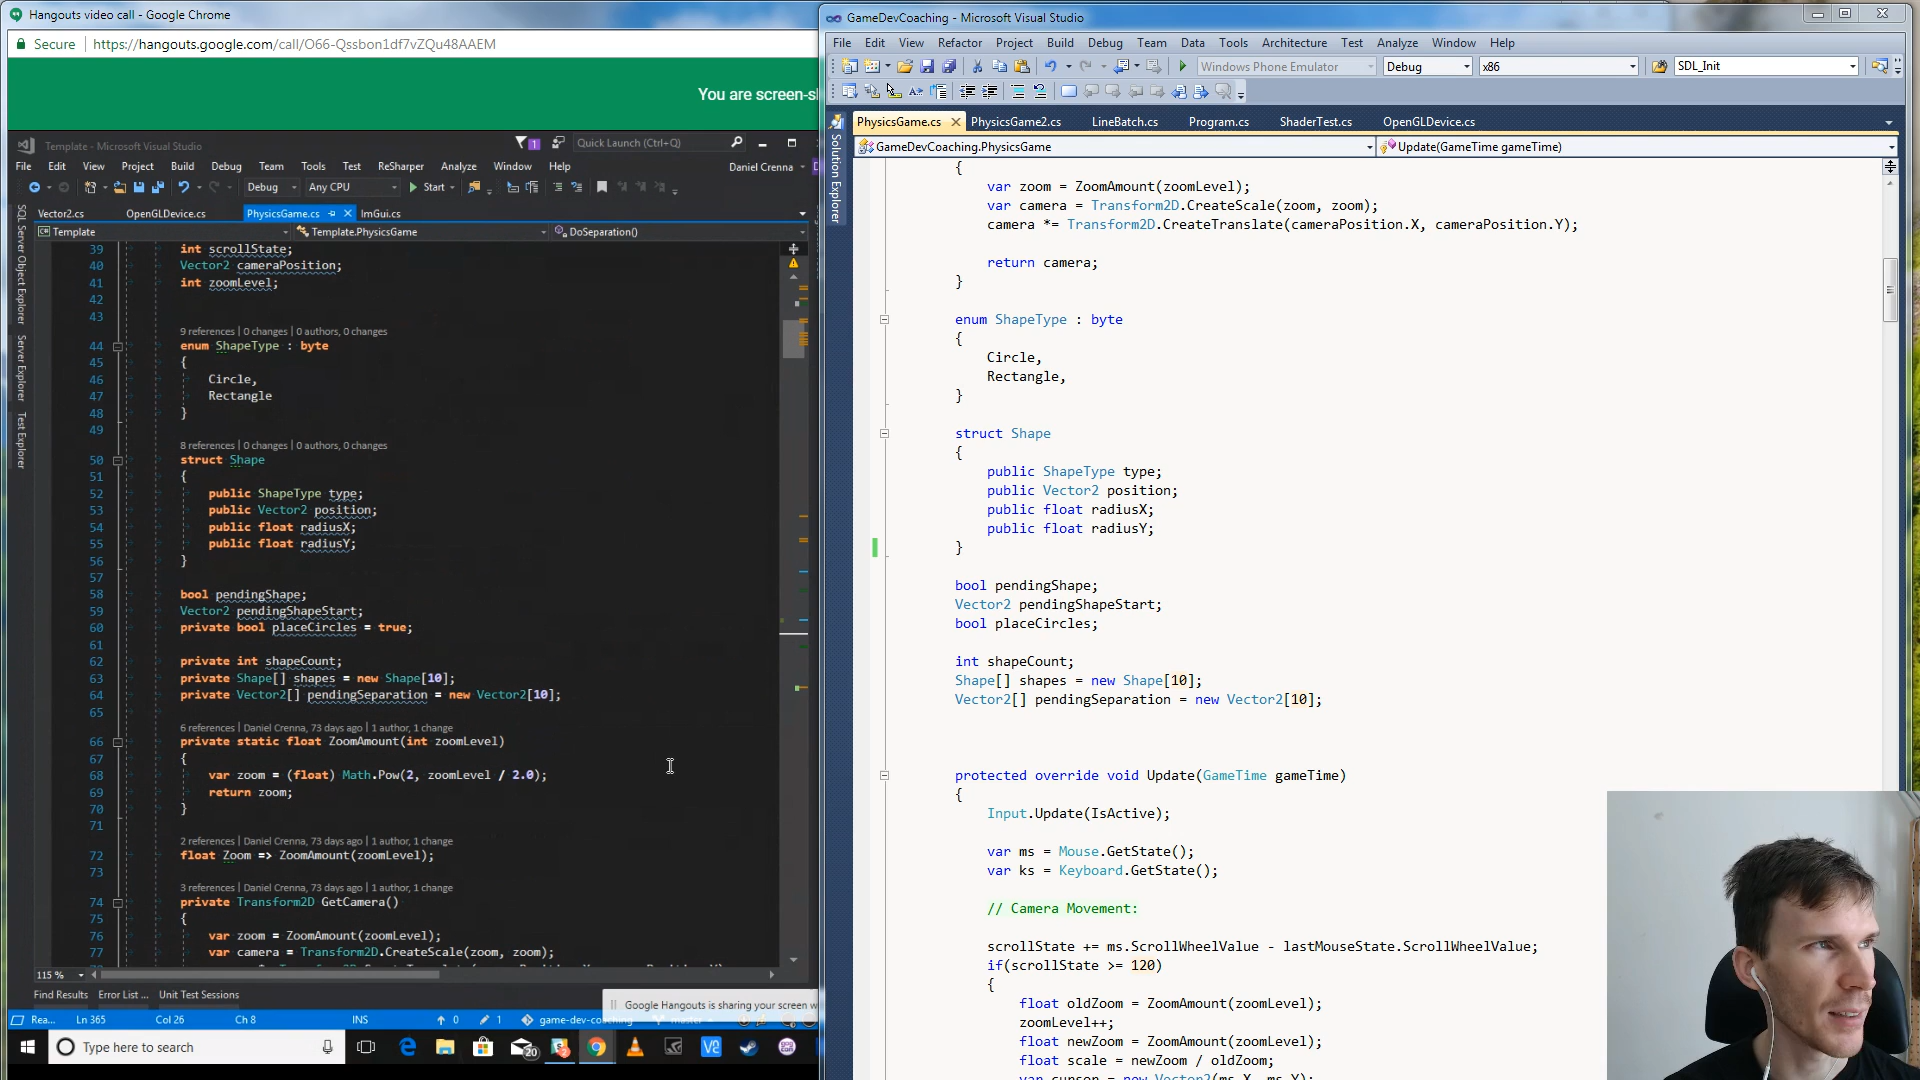 Hangouts video call - Google Chrome
Secure
https://hangouts.google.com/call/O66-Qssbon1df7vZQu48AAEM
You are screen-s
Template - Microsoft Visual Studio
1
Quick Launch (Ctrl+Q)
File Edit View Project Build Debug Team Tools Test ReSharper Analyze Window Help
Daniel Crenna
Debug
Any CPU
Start
Vector2.cs
OpenGLDevice.cs
PhysicsGame.cs
ImGui.cs
Template
Template.PhysicsGame
DoSeparation()
SQL Server Object Explorer
Server Explorer
Test Explorer
39 int scrollState;
40 Vector2 cameraPosition;
41 int zoomLevel;
42
43
9 references | 0 changes | 0 authors, 0 changes
44 enum ShapeType : byte
45 {
46 Circle,
47 Rectangle
48 }
49
8 references | 0 changes | 0 authors, 0 changes
50 struct Shape
51 {
52 public ShapeType type;
53 public Vector2 position;
54 public float radiusX;
55 public float radiusY;
56 }
57
58 bool pendingShape;
59 Vector2 pendingShapeStart;
60 private bool placeCircles = true;
61
62 private int shapeCount;
63 private Shape[] shapes = new Shape[10];
64 private Vector2[] pendingSeparation = new Vector2[10];
65
6 references | Daniel Crenna, 73 days ago | 1 author, 1 change
66 private static float ZoomAmount(int zoomLevel)
67 {
68 var zoom = (float) Math.Pow(2, zoomLevel / 2.0);
69 return zoom;
70 }
71
2 references | Daniel Crenna, 73 days ago | 1 author, 1 change
72 float Zoom => ZoomAmount(zoomLevel);
73
3 references | Daniel Crenna, 73 days ago | 1 author, 1 change
74 private Transform2D GetCamera()
75 {
76 var zoom = ZoomAmount(zoomLevel);
77 var camera = Transform2D.CreateScale(zoom, zoom);
115 %
Find Results Error List ... Unit Test Sessions
Google Hangouts is sharing your screen w
Rea... Ln 365 Col 26 Ch 8 INS 0 1 game-dev-coaching master
Type here to search
20
GameDevCoaching - Microsoft Visual Studio
File Edit View Refactor Project Build Debug Team Data Tools Architecture Test Analyze Window Help
Windows Phone Emulator
Debug
x86
SDL_Init
Solution Explorer
PhysicsGame.cs
PhysicsGame2.cs
LineBatch.cs
Program.cs
ShaderTest.cs
OpenGLDevice.cs
GameDevCoaching.PhysicsGame
Update(GameTime gameTime)
{
var zoom = ZoomAmount(zoomLevel);
var camera = Transform2D.CreateScale(zoom, zoom);
camera *= Transform2D.CreateTranslate(cameraPosition.X, cameraPosition.Y);
return camera;
}
enum ShapeType : byte
{
Circle,
Rectangle,
}
struct Shape
{
public ShapeType type;
public Vector2 position;
public float radiusX;
public float radiusY;
}
bool pendingShape;
Vector2 pendingShapeStart;
bool placeCircles;
int shapeCount;
Shape[] shapes = new Shape[10];
Vector2[] pendingSeparation = new Vector2[10];
protected override void Update(GameTime gameTime)
{
Input.Update(IsActive);
var ms = Mouse.GetState();
var ks = Keyboard.GetState();
// Camera Movement:
scrollState += ms.ScrollWheelValue - lastMouseState.ScrollWheelValue;
if(scrollState >= 120)
{
float oldZoom = ZoomAmount(zoomLevel);
zoomLevel++;
float newZoom = ZoomAmount(zoomLevel);
float scale = newZoom / oldZoom;
var cursor = new Vector2(ms.X, ms.Y);